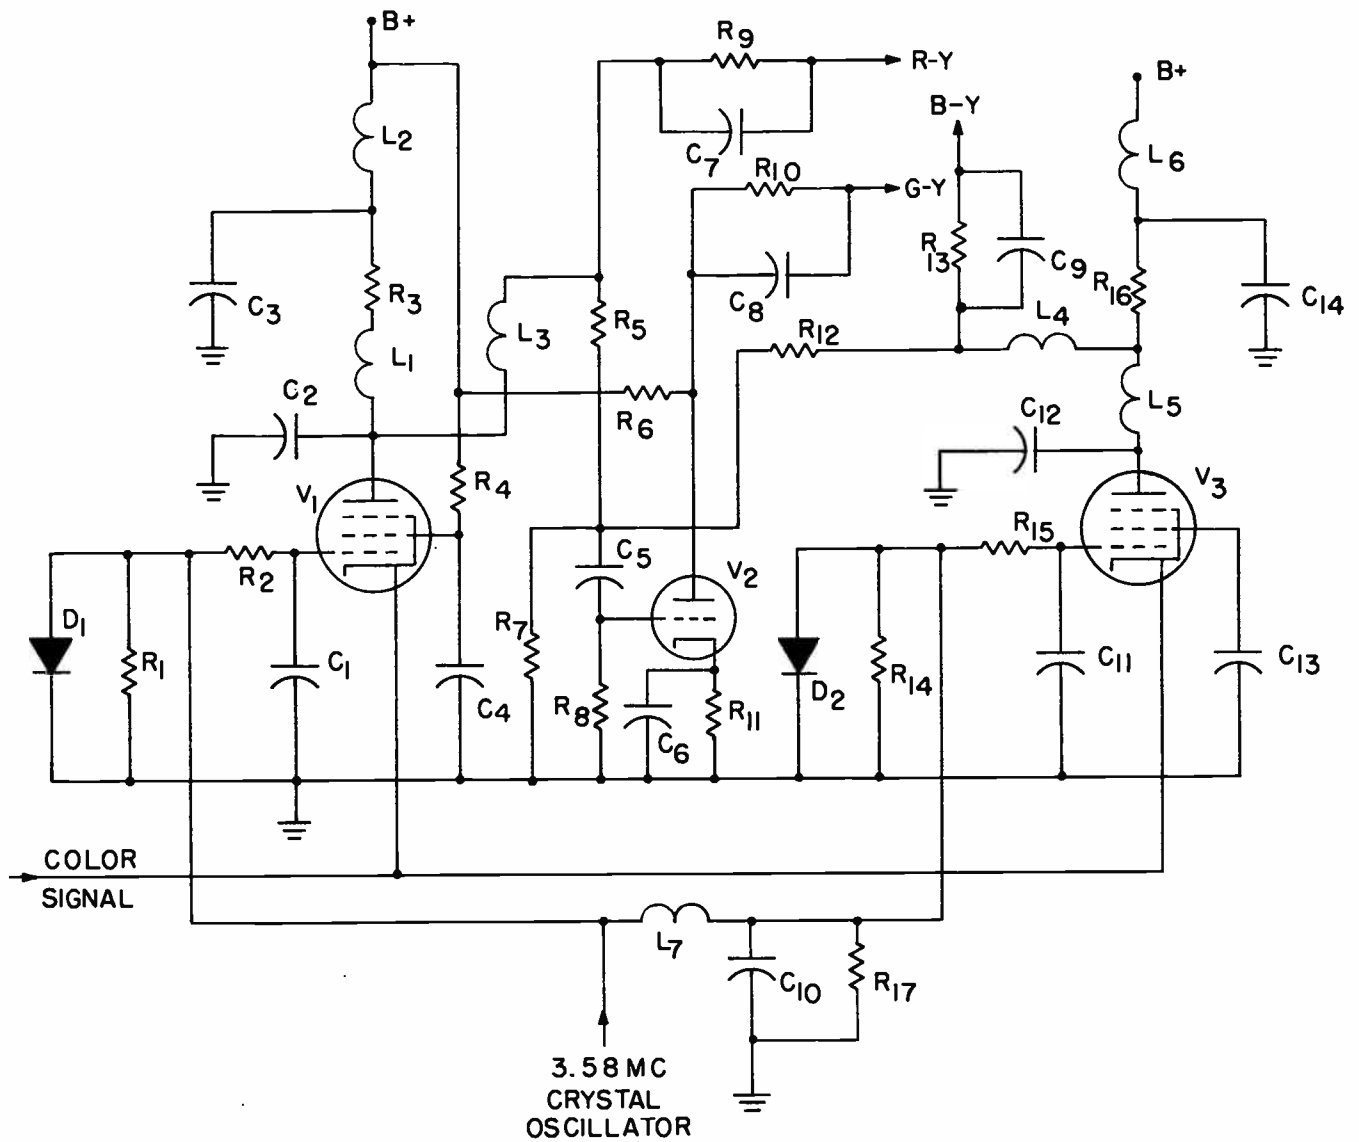 B+
R9
R-Y
B+
B-Y
L2
C7
R10
L6
G-Y
R13
C9
R16
C3
R3
L3
R5
C8
L4
C14
R12
L1
C2
R6
L5
C12
V1
R4
V3
R15
R2
C5
V2
D1
R7
R1
C1
C11
C13
C4
R8
C6
R11
D2
R14
COLOR
SIGNAL
L7
C10
R17
3.58 MC
CRYSTAL
OSCILLATOR